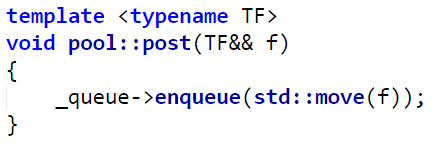 template <typename TF>
void pool::post(TF&& f)
{
    _queue->enqueue(std::move(f));
}